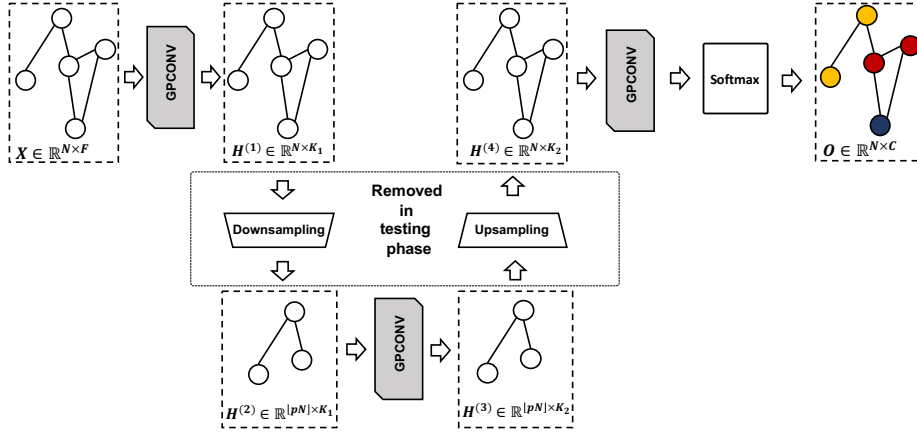 GPCONV
GPCONV
Softmax
X ∈ ℝ^{N×F}
H^{(1)} ∈ ℝ^{N×K_1}
H^{(4)} ∈ ℝ^{N×K_2}
O ∈ ℝ^{N×C}
Downsampling
Removed
in
testing
phase
Upsampling
GPCONV
H^{(2)} ∈ ℝ^{⌊pN⌋×K_1}
H^{(3)} ∈ ℝ^{⌊pN⌋×K_2}